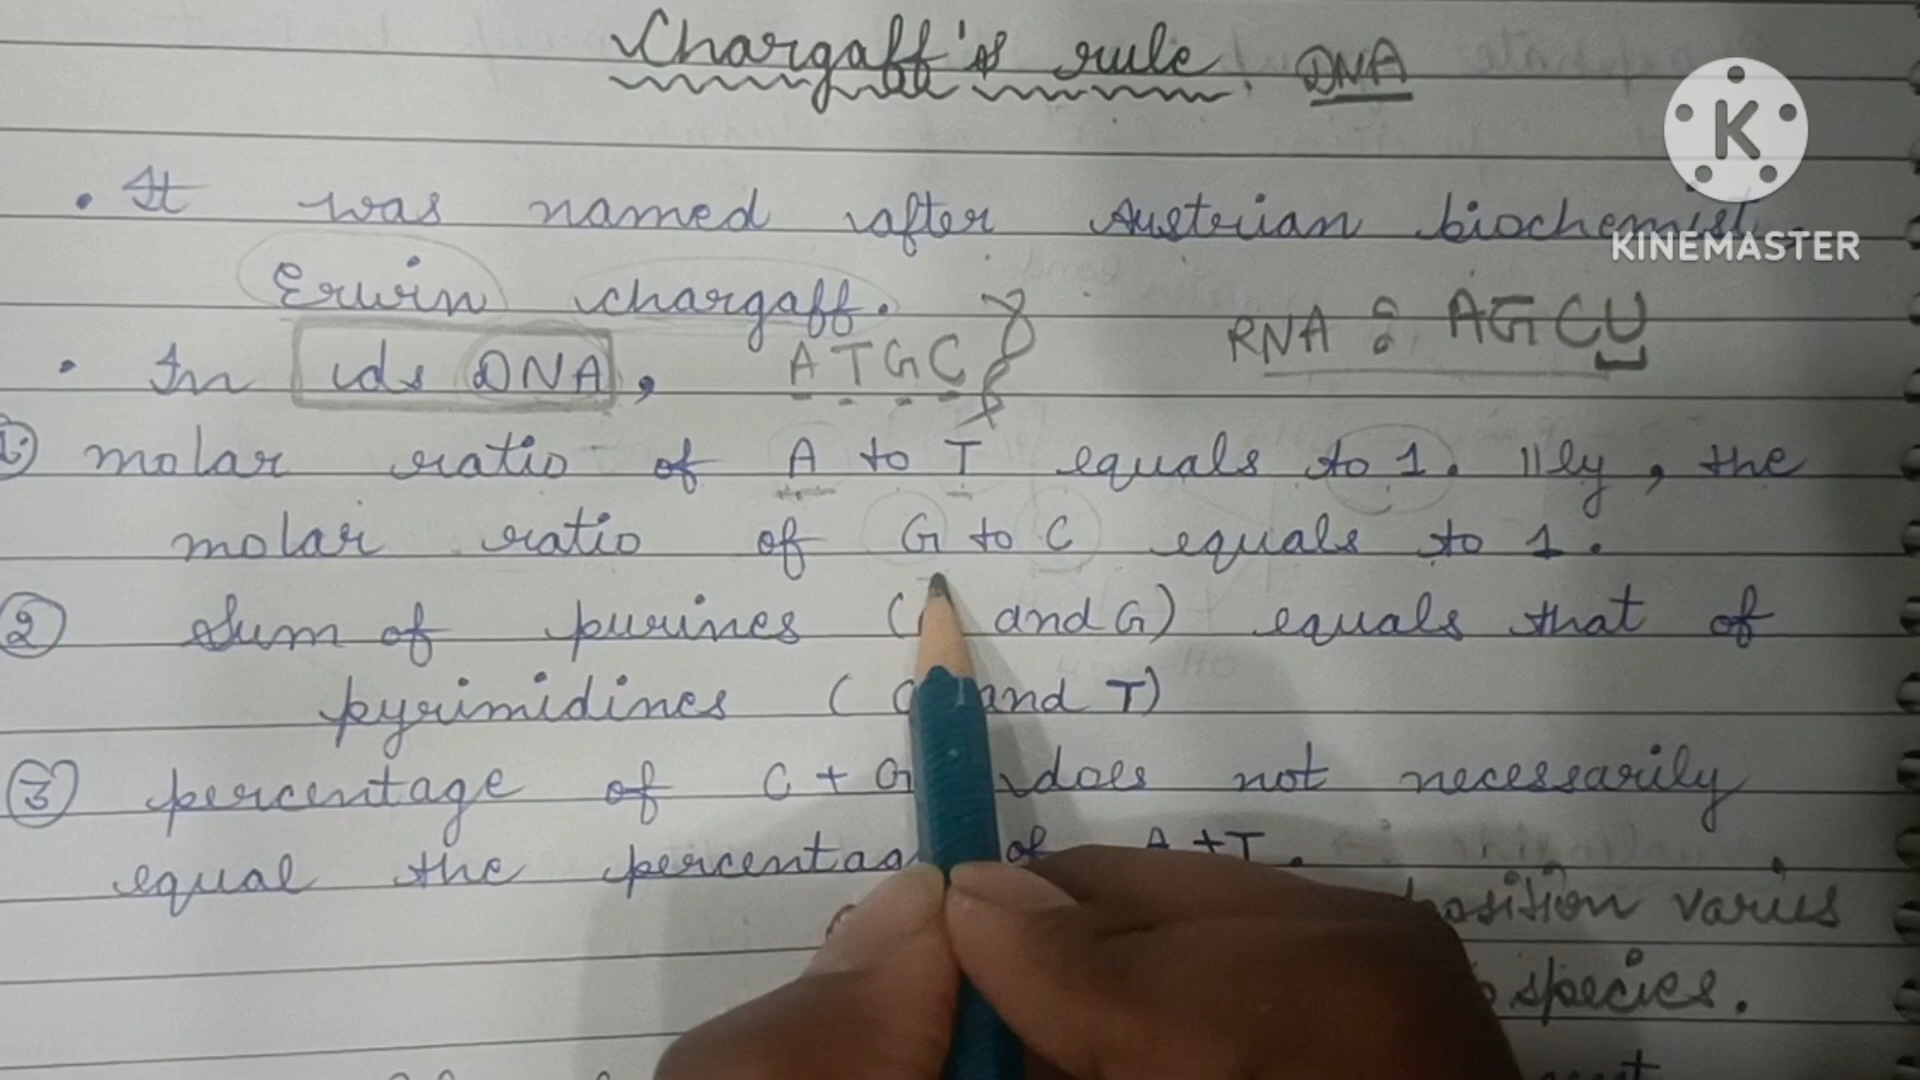 Chargaff's rule. DNA
K
KINEMASTER
• It was named after Austrian biochemist
Erwin chargaff.
RNA : AGCU
• In ds DNA, ATGC
1) molar ratio of A to T equals to 1. llly, the
molar ratio of G to C equals to 1.
2 Sum of purines ( and G) equals that of
pyrimidines ( and T)
3 percentage of C + G does not necessarily
equal the of A + T.
varies
species.